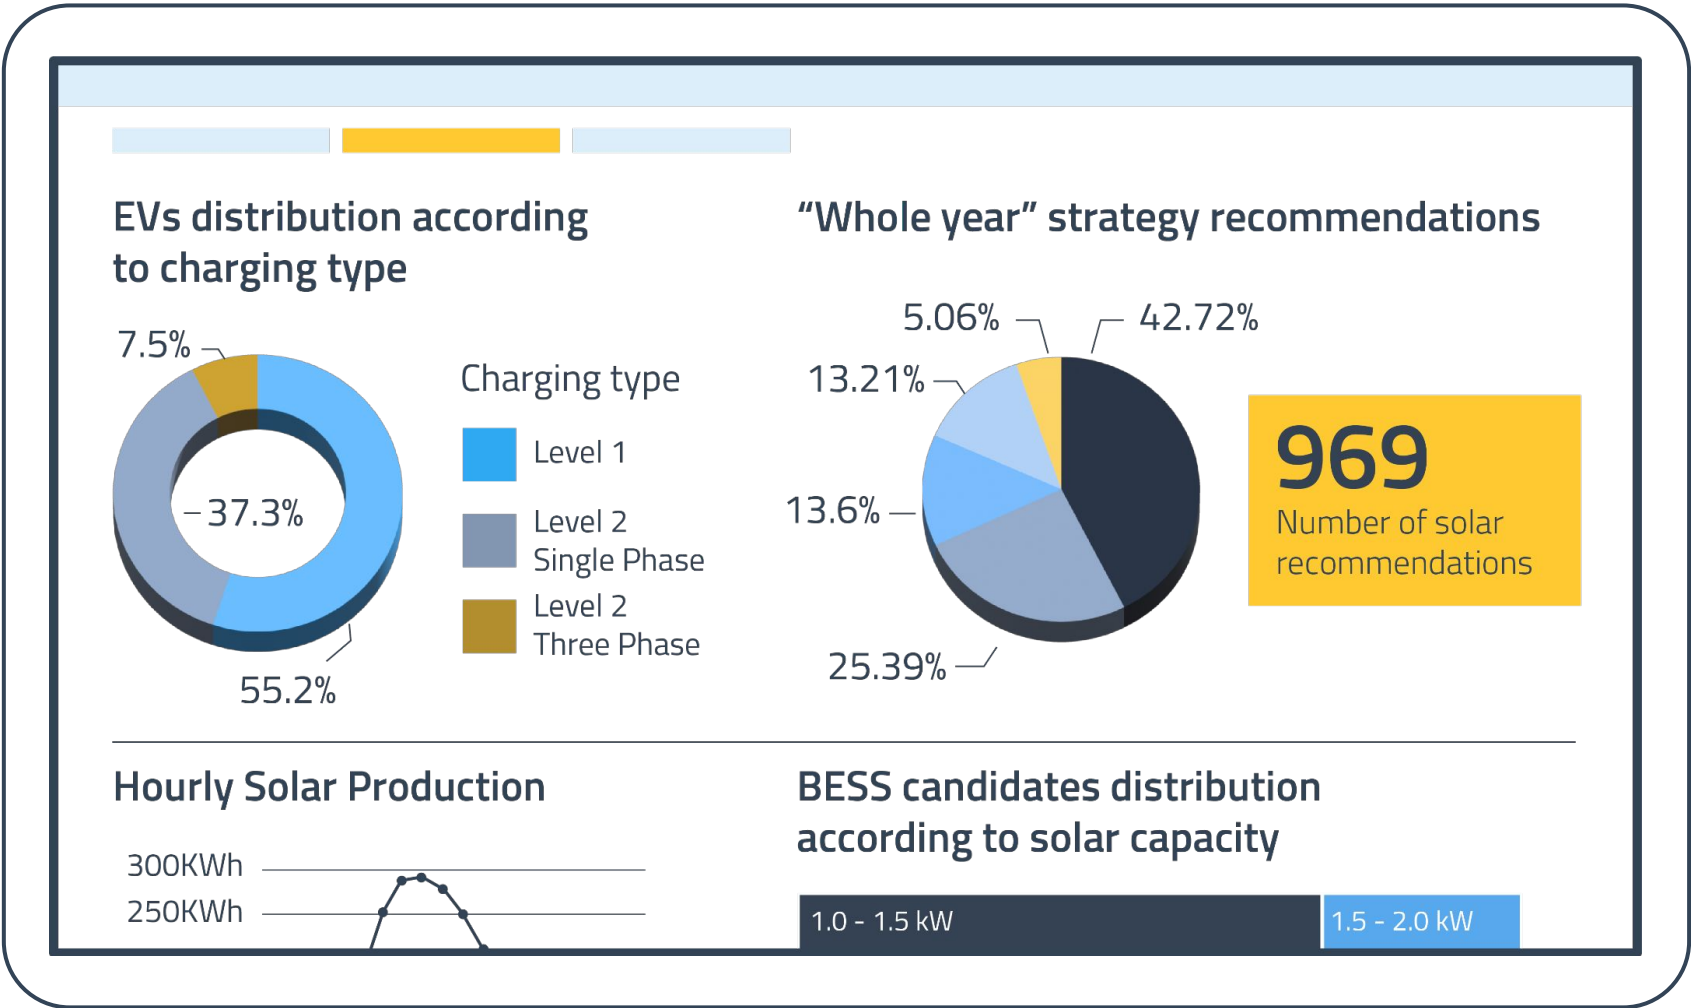 EVs distribution according
to charging type
7.5%
37.3%
55.2%
Charging type
Level 1
Level 2
Single Phase
Level 2
Three Phase
“Whole year” strategy recommendations
5.06%
42.72%
13.21%
13.6%
25.39%
969
Number of solar
recommendations
Hourly Solar Production
300KWh
250KWh
BESS candidates distribution
according to solar capacity
1.0 - 1.5 kW
1.5 - 2.0 kW